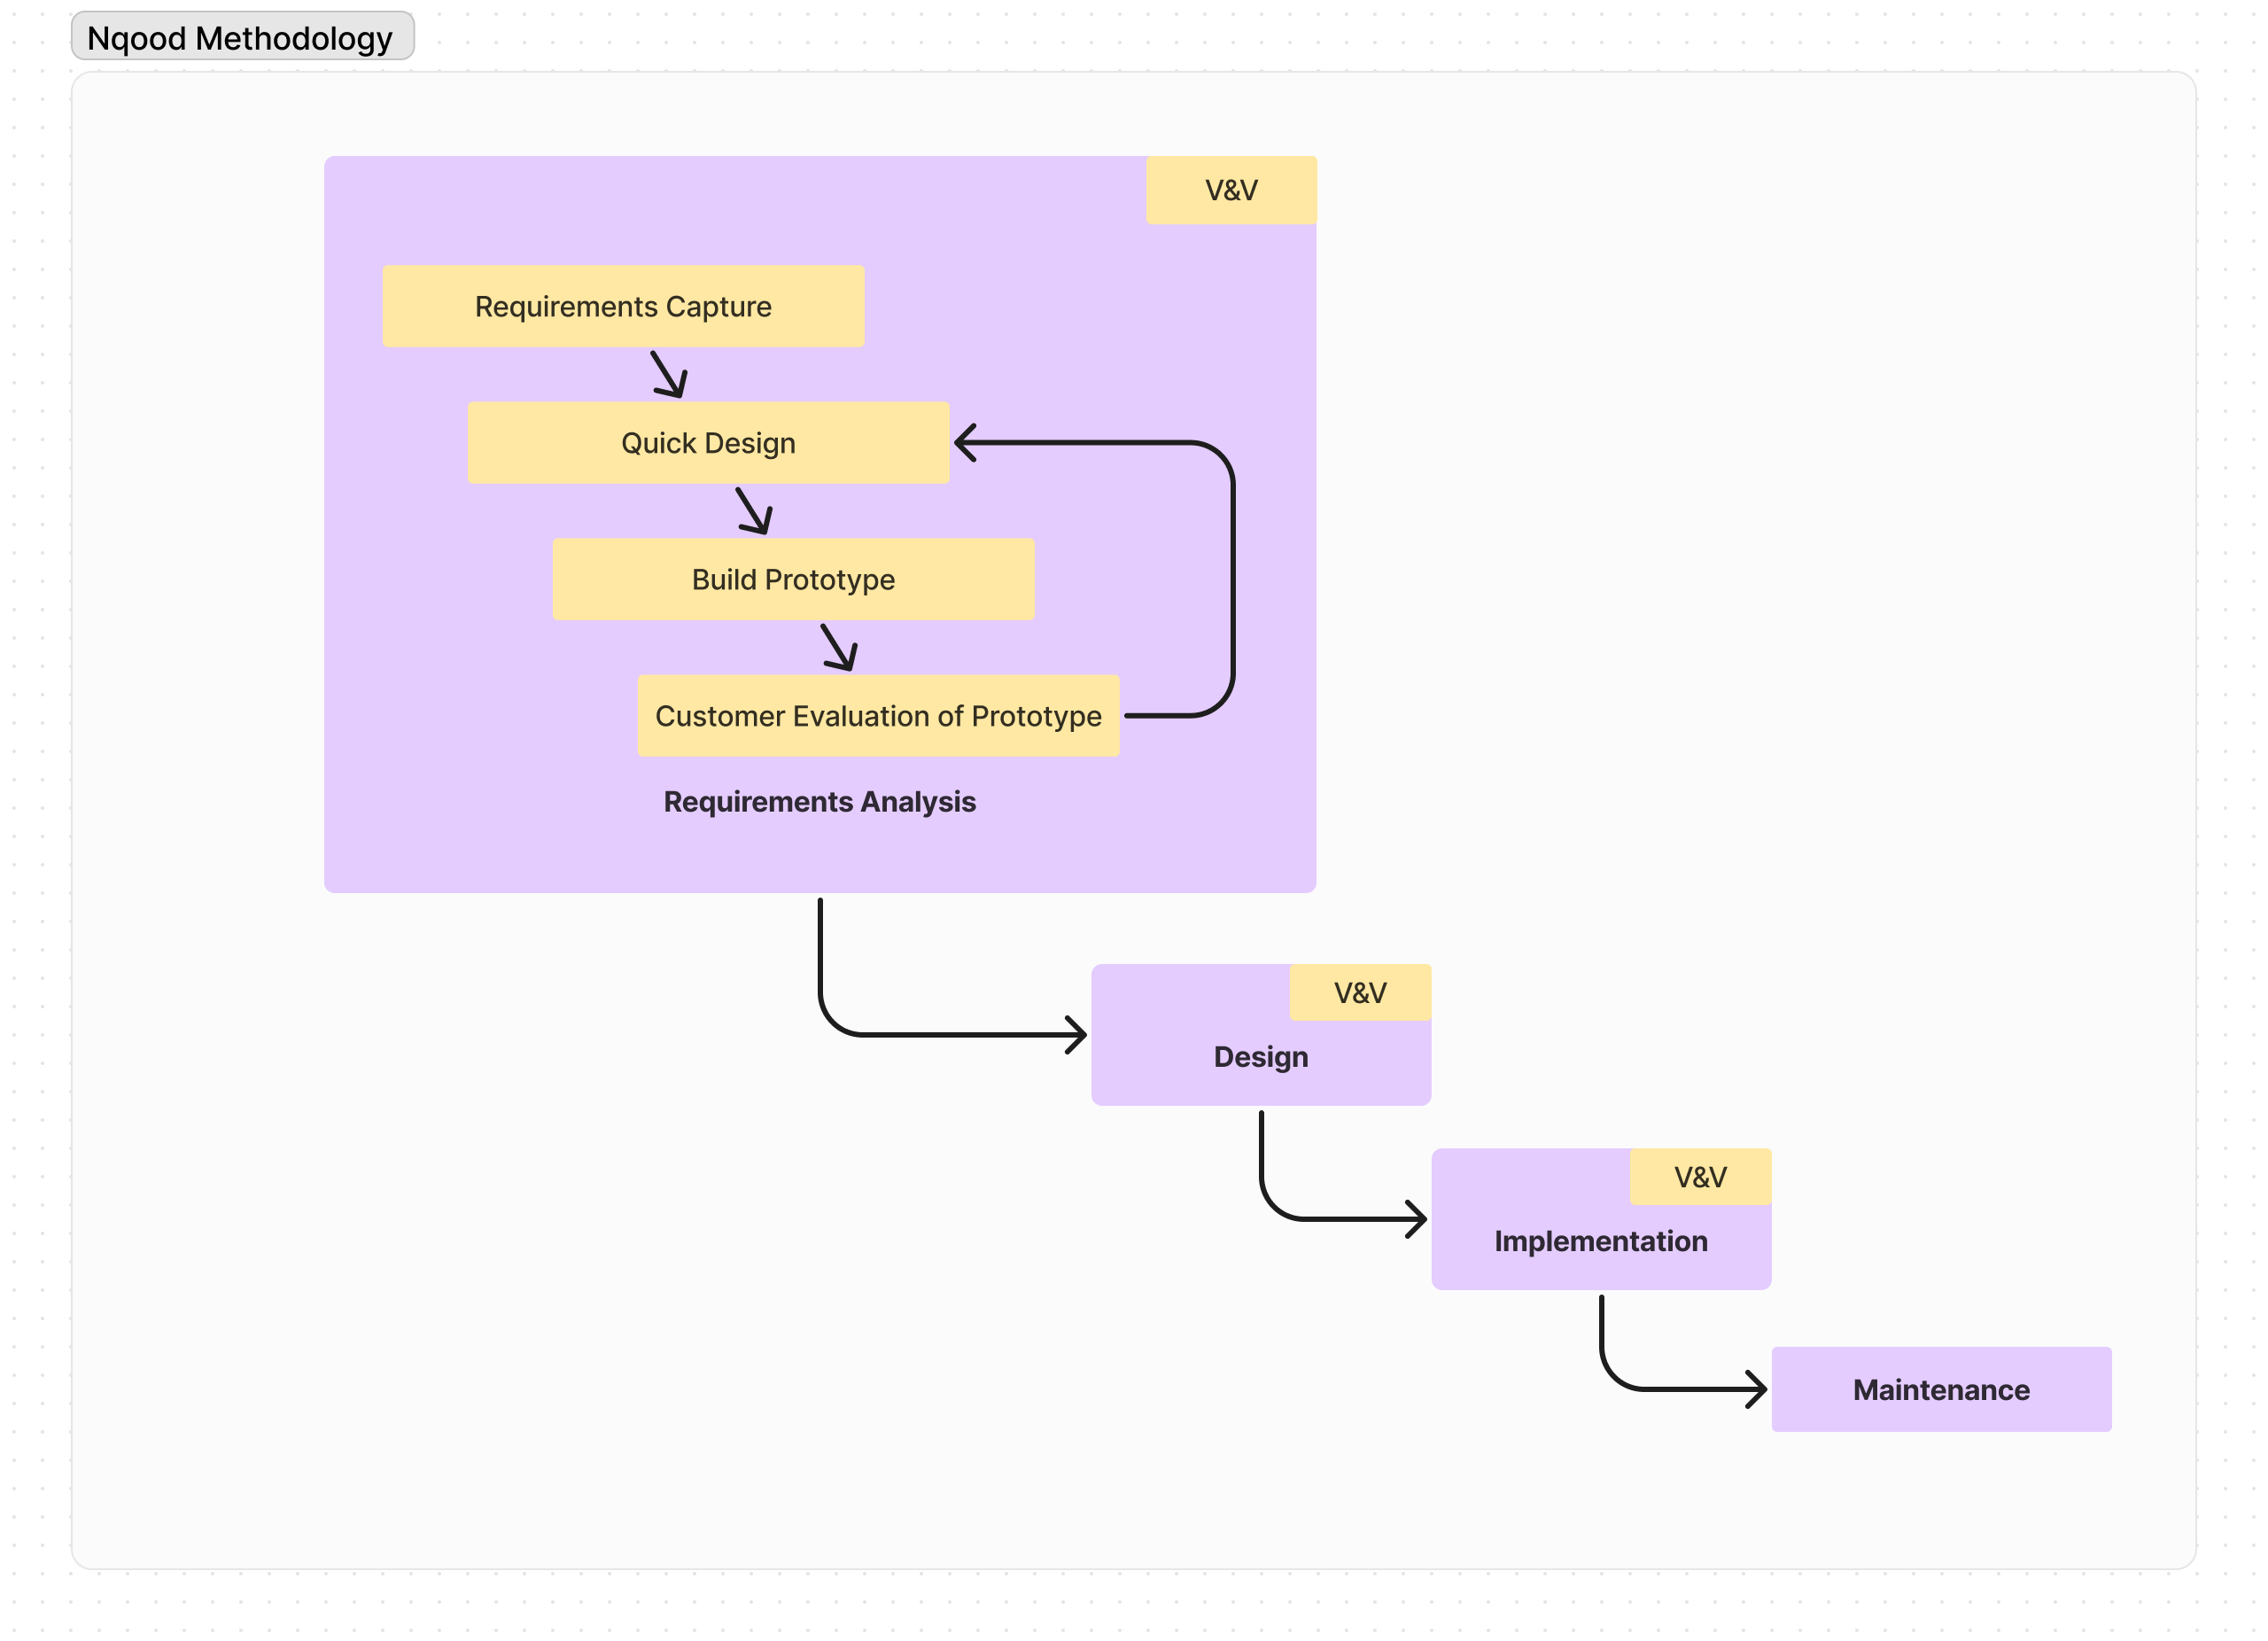 Nqood Methodology
V&V
Requirements Capture
Quick Design
Build Prototype
Customer Evaluation of Prototype
Requirements Analysis
V&V
Design
V&V
Implementation
Maintenance